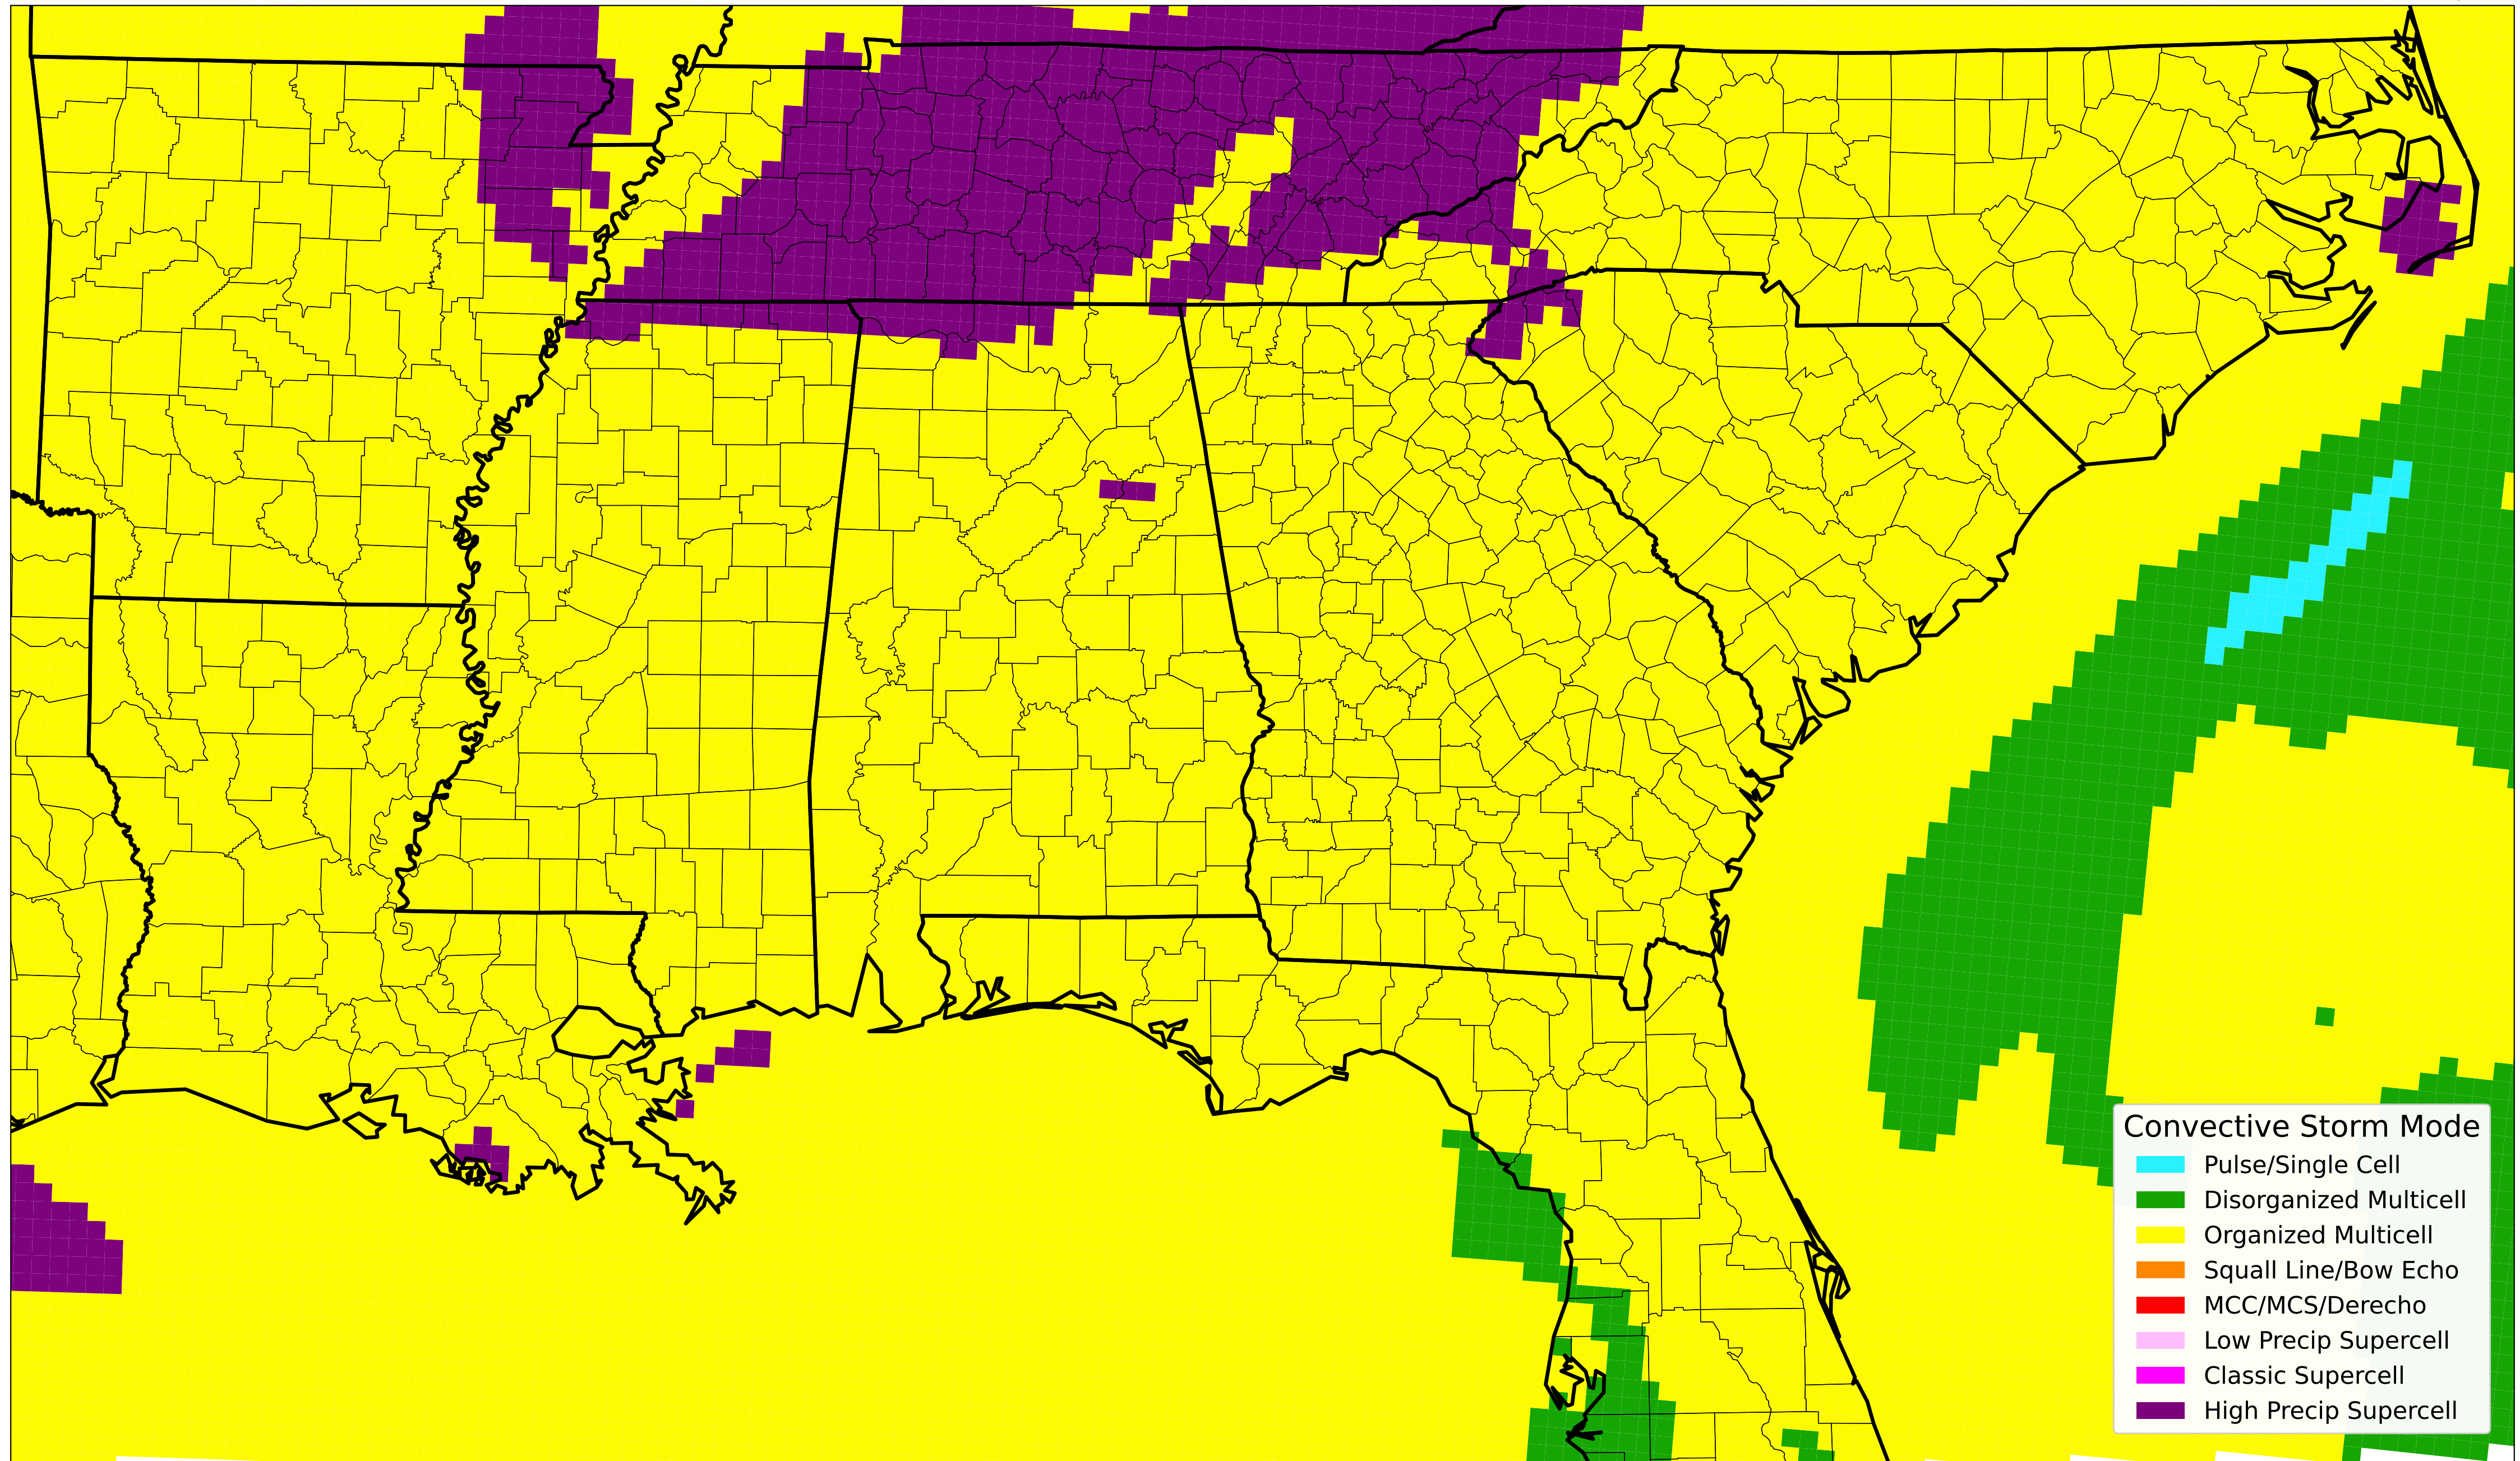 Convective Storm Mode
Pulse/Single Cell
Disorganized Multicell
Organized Multicell
Squall Line/Bow Echo
MCC/MCS/Derecho
Low Precip Supercell
Classic Supercell
High Precip Supercell